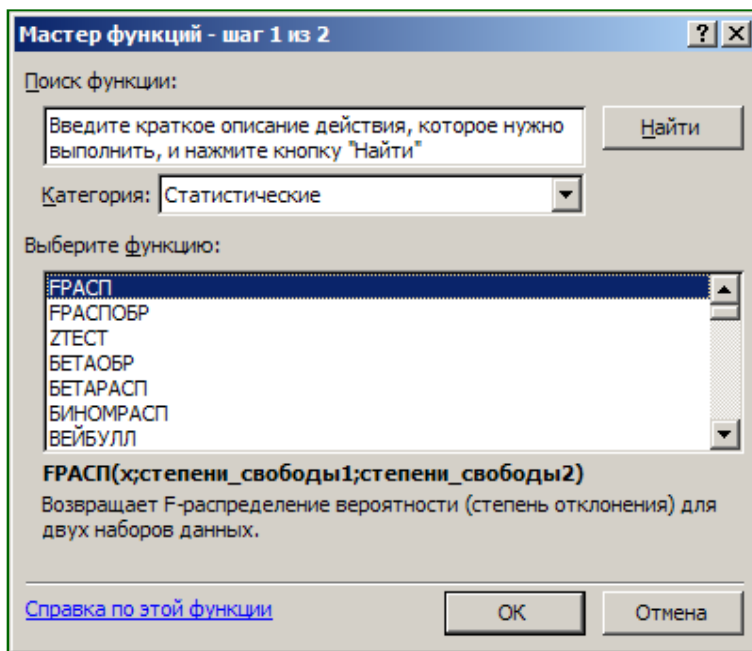 Мастер функций - шаг 1 из 2
Поиск функции:
Введите краткое описание действия, которое нужно
выполнить, и нажмите кнопку "Найти"
Найти
Категория: Статистические
Выберите функцию:
FРАСП
FРАСПОБР
ZТЕСТ
БЕТАОБР
БЕТАРАСП
БИНОМРАСП
ВЕЙБУЛЛ
FРАСП(x;степени_свободы1;степени_свободы2)
Возвращает F-распределение вероятности (степень отклонения) для
двух наборов данных.
Справка по этой функции
ОК
Отмена